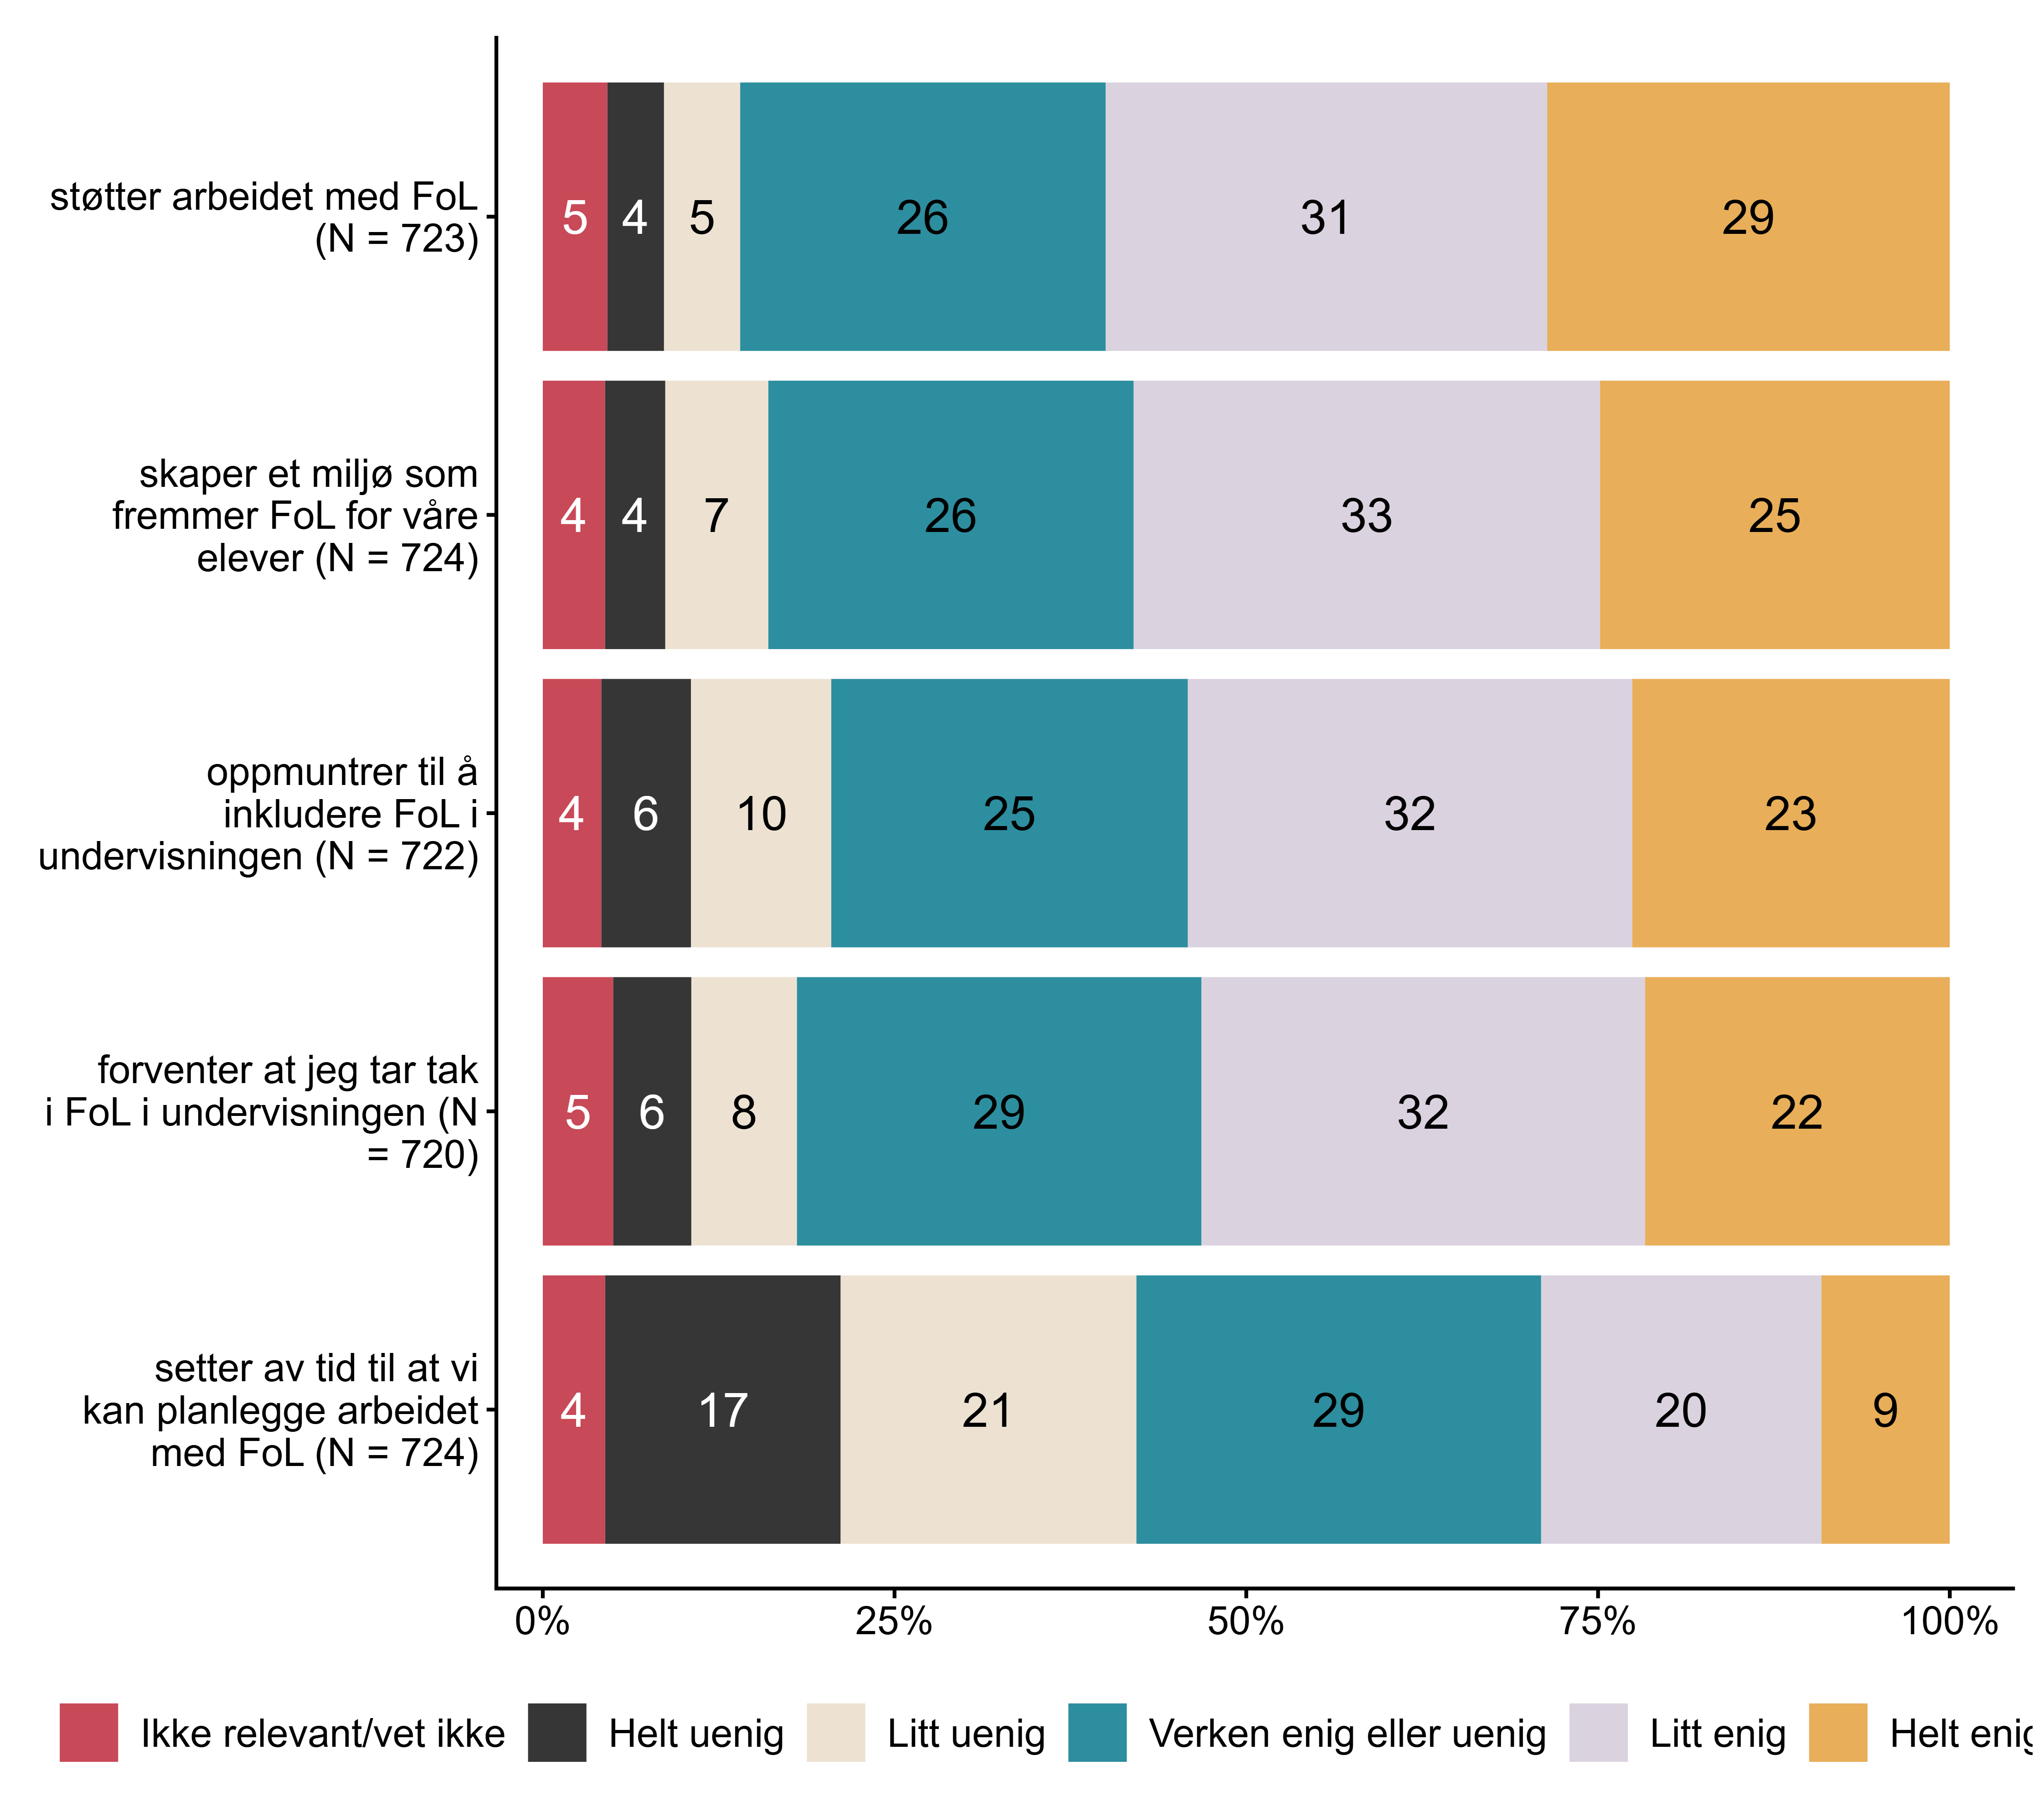 støtter arbeidet med FoL
(N = 723)
5 4 5 26 31 29
skaper et miljø som
fremmer FoL for våre
elever (N = 724)
4 4 7 26 33 25
oppmuntrer til å
inkludere FoL i
undervisningen (N = 722)
4 6 10 25 32 23
forventer at jeg tar tak
i FoL i undervisningen (N
= 720)
5 6 8 29 32 22
setter av tid til at vi
kan planlegge arbeidet
med FoL (N = 724)
4 17 21 29 20 9
0% 25% 50% 75% 100%
Ikke relevant/vet ikke Helt uenig Litt uenig Verken enig eller uenig Litt enig Helt enig